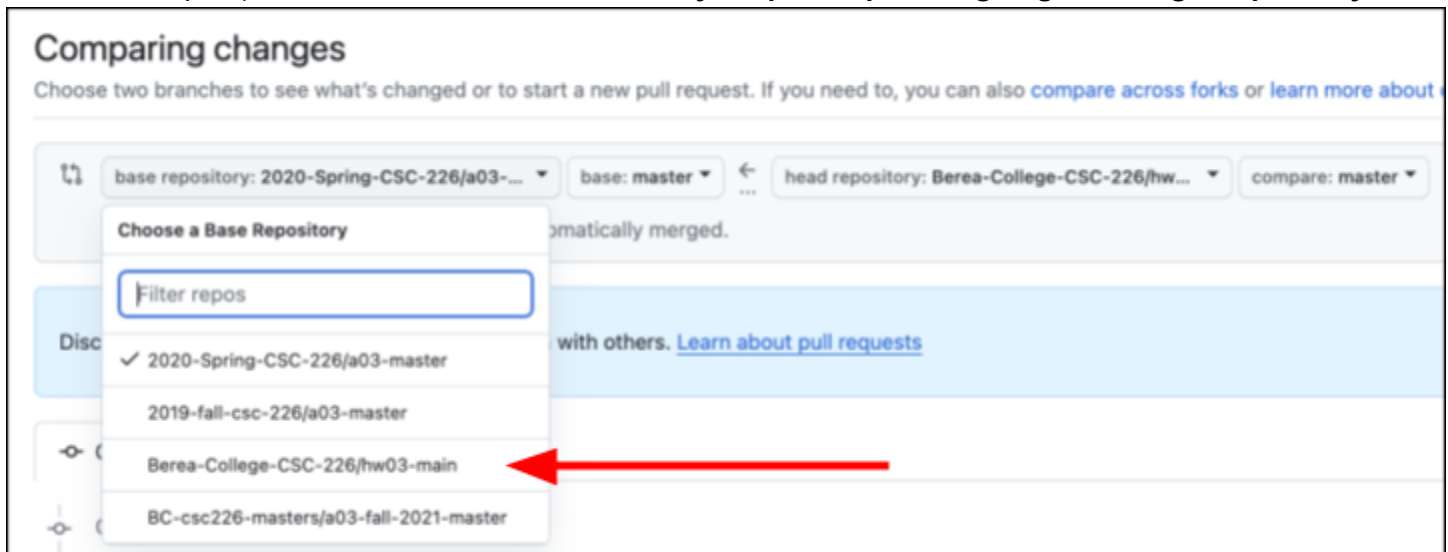 Comparing changes
Choose two branches to see what's changed or to start a new pull request. If you need to, you can also compare across forks or learn more about
base repository: 2020-Spring-CSC-226/a03-... base: master head repository: Berea-College-CSC-226/hw... compare: master
Choose a Base Repository
omatically merged.
Filter repos
Disc with others. Learn about pull requests
2020-Spring-CSC-226/a03-master
2019-fall-csc-226/a03-master
Berea-College-CSC-226/hw03-main
BC-csc226-masters/a03-fall-2021-master